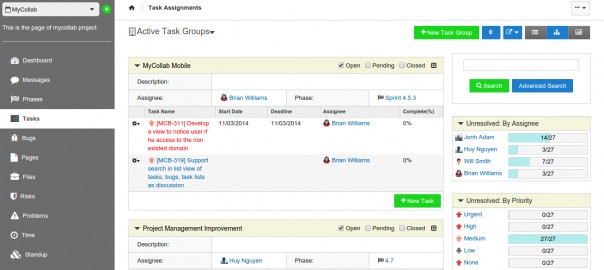 MyCollab
This is the page of mycollab project
Dashboard
Messages
Phases
Tasks
Bugs
Pages
Files
Risks
Problems
Time
Standup
Task Assignments
Active Task Groups
+New Task Group
MyCollab Mobile
Open Pending Closed
Description:
Assignee: Brian Williams Phase: Sprint 4.5.3
Task Name Start Date Deadline Assignee Complete(%)
[MCB-311] Develop a view to notice user if he access to the non existed domain
11/03/2014 11/03/2014 Brian Williams 0%
[MCB-319] Support search in list view of tasks, bugs, task lists as discussion
Brian Williams 0%
+New Task
Project Management Improvement
Open Pending Closed
Description:
Assignee: Huy Nguyen Phase: 4.7
Search Advanced Search
Unresolved: By Assignee
Jonh Adam 14/27
Huy Nguyen 3/27
Will Smith 7/27
Brian Williams 3/27
Unresolved: By Priority
Urgent 0/27
High 0/27
Medium 27/27
Low 0/27
None 0/27